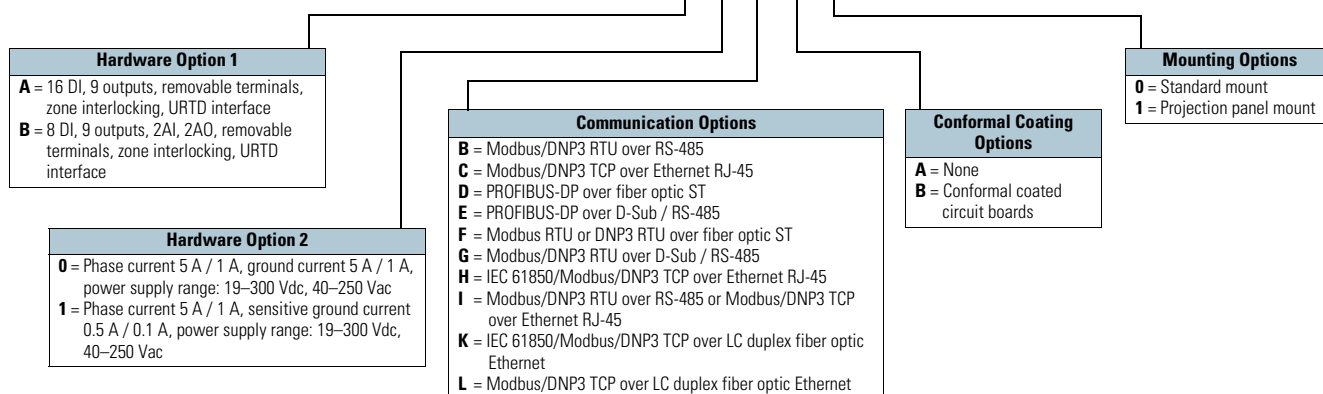 Hardware Option 1
A = 16 DI, 9 outputs, removable terminals,
zone interlocking, URTD interface
B = 8 DI, 9 outputs, 2AI, 2AO, removable
terminals, zone interlocking, URTD
interface
Hardware Option 2
0 = Phase current 5 A / 1 A, ground current 5 A / 1 A,
power supply range: 19–300 Vdc, 40–250 Vac
1 = Phase current 5 A / 1 A, sensitive ground current
0.5 A / 0.1 A, power supply range: 19–300 Vdc,
40–250 Vac
Communication Options
B = Modbus/DNP3 RTU over RS-485
C = Modbus/DNP3 TCP over Ethernet RJ-45
D = PROFIBUS-DP over fiber optic ST
E = PROFIBUS-DP over D-Sub / RS-485
F = Modbus RTU or DNP3 RTU over fiber optic ST
G = Modbus/DNP3 RTU over D-Sub / RS-485
H = IEC 61850/Modbus/DNP3 TCP over Ethernet RJ-45
I = Modbus/DNP3 RTU over RS-485 or Modbus/DNP3 TCP
over Ethernet RJ-45
K = IEC 61850/Modbus/DNP3 TCP over LC duplex fiber optic
Ethernet
L = Modbus/DNP3 TCP over LC duplex fiber optic Ethernet
Conformal Coating
Options
A = None
B = Conformal coated
circuit boards
Mounting Options
0 = Standard mount
1 = Projection panel mount